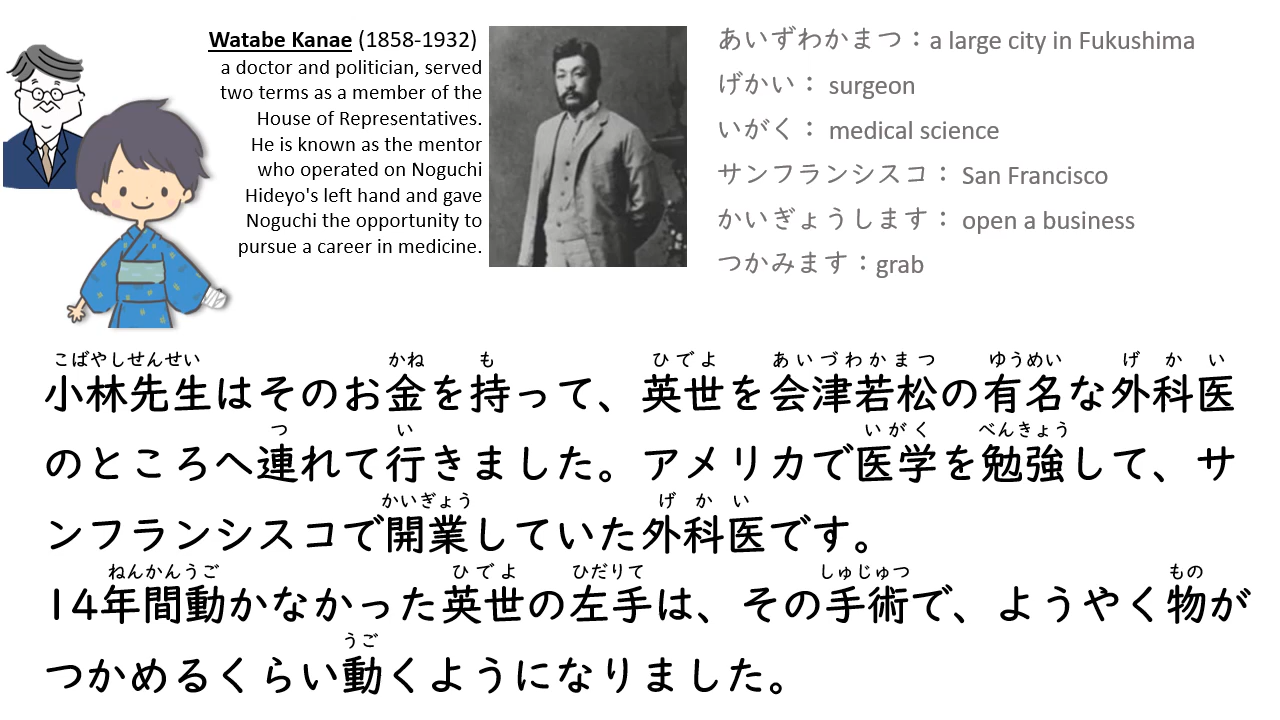 Watabe Kanae (1858-1932)
a doctor and politician, served
two terms as a member of the
House of Representatives.
He is known as the mentor
who operated on Noguchi
Hideyo's left hand and gave
Noguchi the opportunity to
pursue a career in medicine.
あいずわかまつ：a large city in Fukushima
げかい： surgeon
いがく： medical science
サンフランシスコ： San Francisco
かいぎょうします： open a business
つかみます：grab
こばやしせんせい かね も ひでよ あいづわかまつ ゆうめい げかい
小林先生はそのお金を持って、英世を会津若松の有名な外科医
つ い いがく べんきょう
のところへ連れて行きました。アメリカで医学を勉強して、サ
かいぎょう げかい
ンフランシスコで開業していた外科医です。
ねんかんうご ひでよ ひだりて しゅじゅつ もの
14年間動かなかった英世の左手は、その手術で、ようやく物が
うご
つかめるくらい動くようになりました。